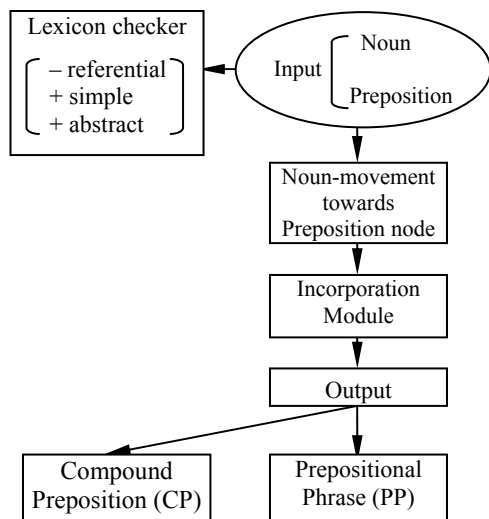 Lexicon checker
– referential
+ simple
+ abstract
Input
Noun
Preposition
Noun-movement
towards
Preposition node
Incorporation
Module
Output
Compound
Preposition (CP)
Prepositional
Phrase (PP)